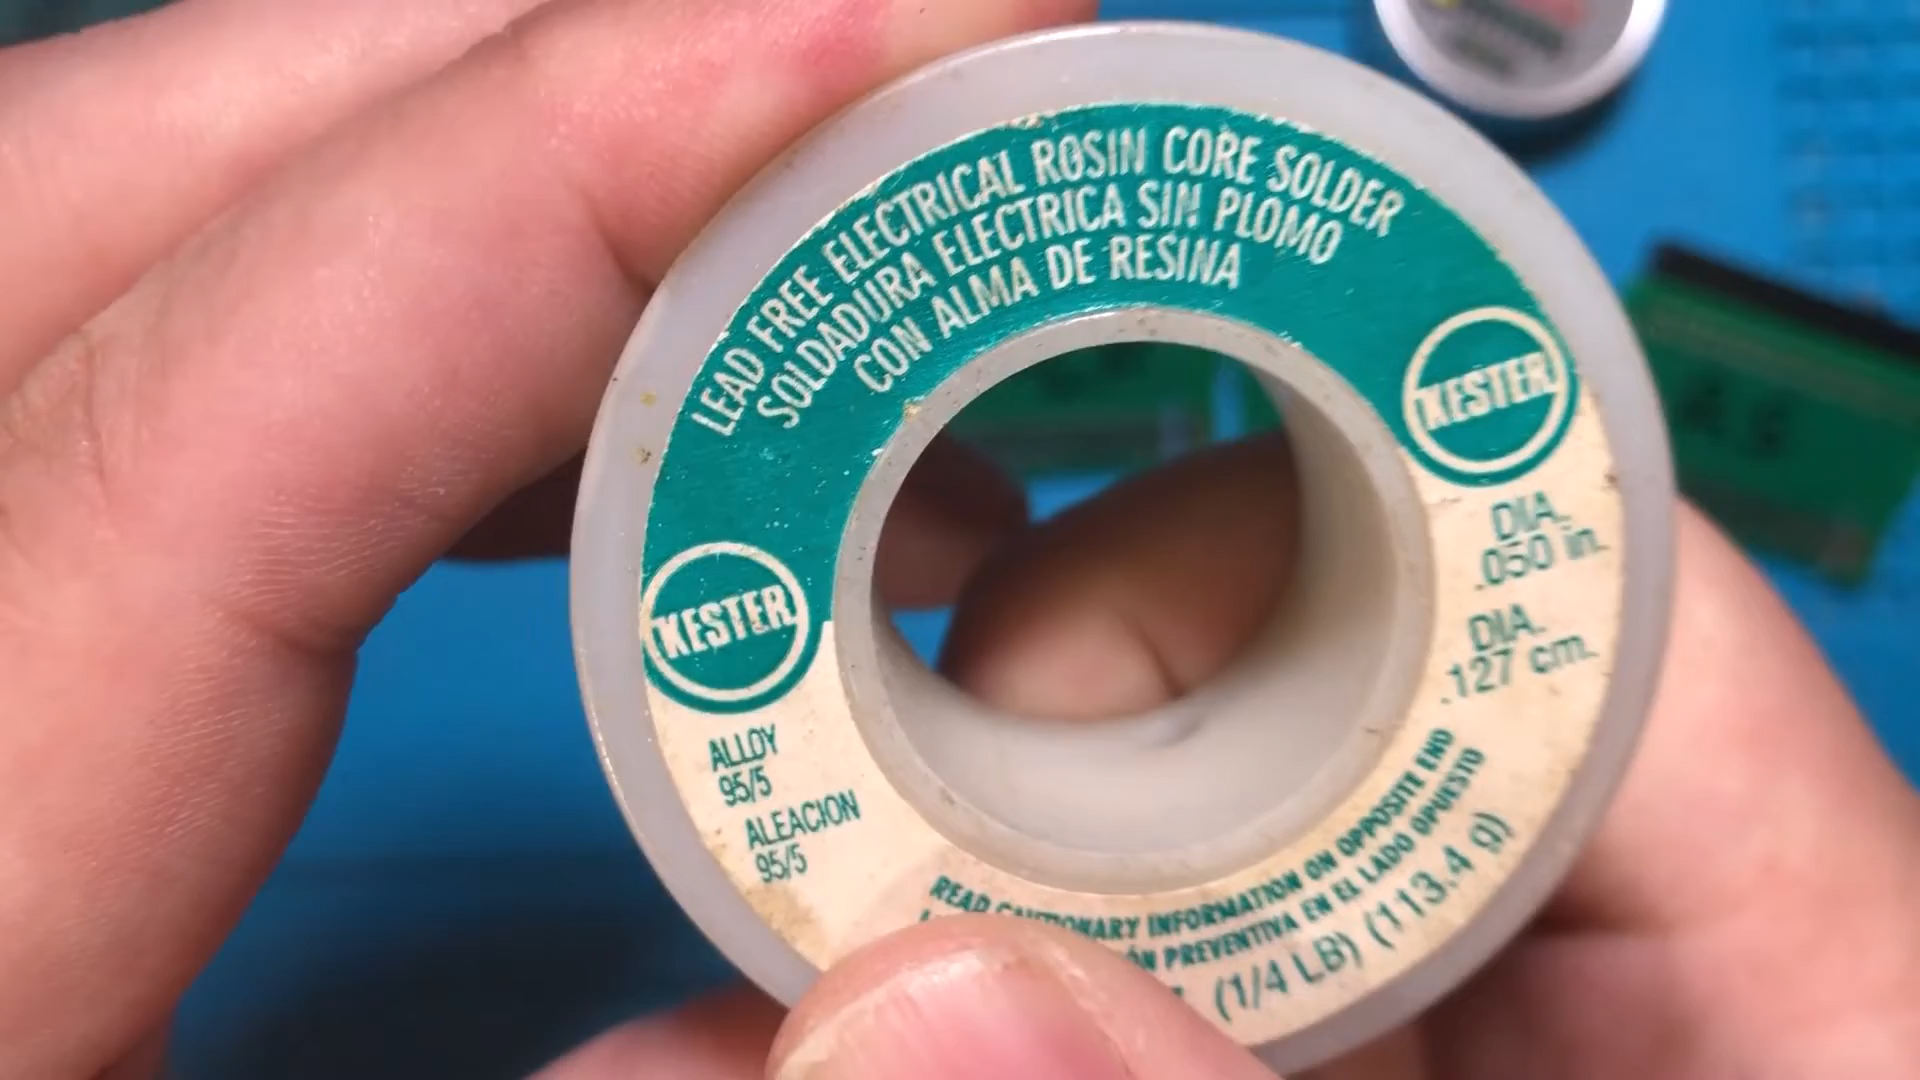 LEAD FREE ELECTRICAL ROSIN CORE SOLDER
SOLDADURA ELECTRICA SIN PLOMO
CON ALMA DE RESINA
KESTER
KESTER
DIA.
.050 in.
DIA.
.127 cm.
ALLOY
95/5
ALEACION
95/5
READ CAUTIONARY INFORMATION ON OPPOSITE END
PREVENTIVA EN EL LADO OPUESTO
(1/4 LB) (113.4 g)